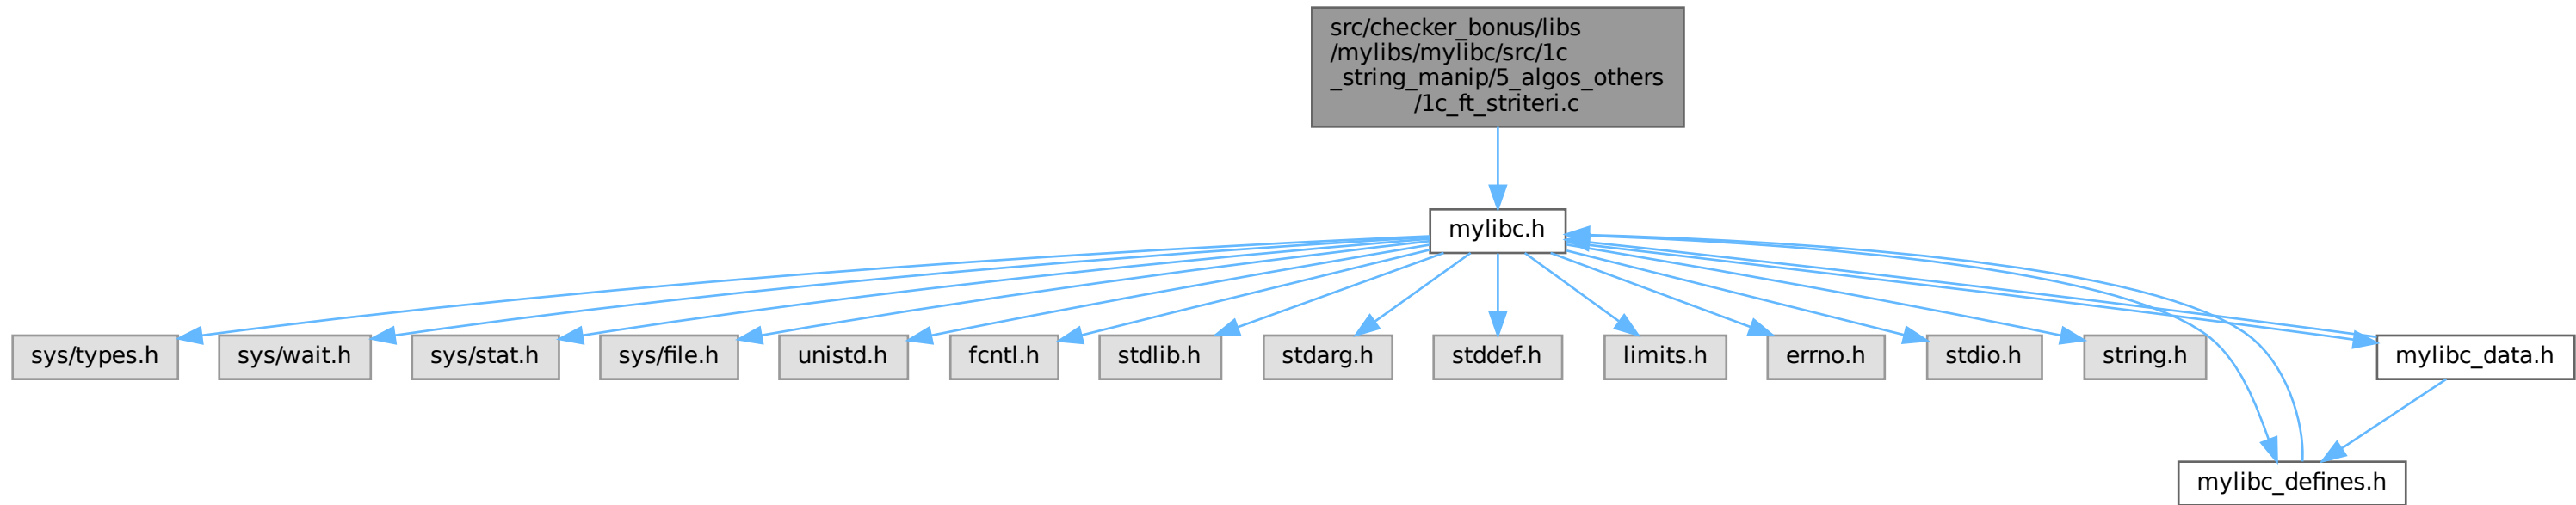 src/checker_bonus/libs
/mylibs/mylibc/src/1c
_string_manip/5_algos_others
/1c_ft_striteri.c
mylibc.h
sys/types.h
sys/wait.h
sys/stat.h
sys/file.h
unistd.h
fcntl.h
stdlib.h
stdarg.h
stddef.h
limits.h
errno.h
stdio.h
string.h
mylibc_data.h
mylibc_defines.h